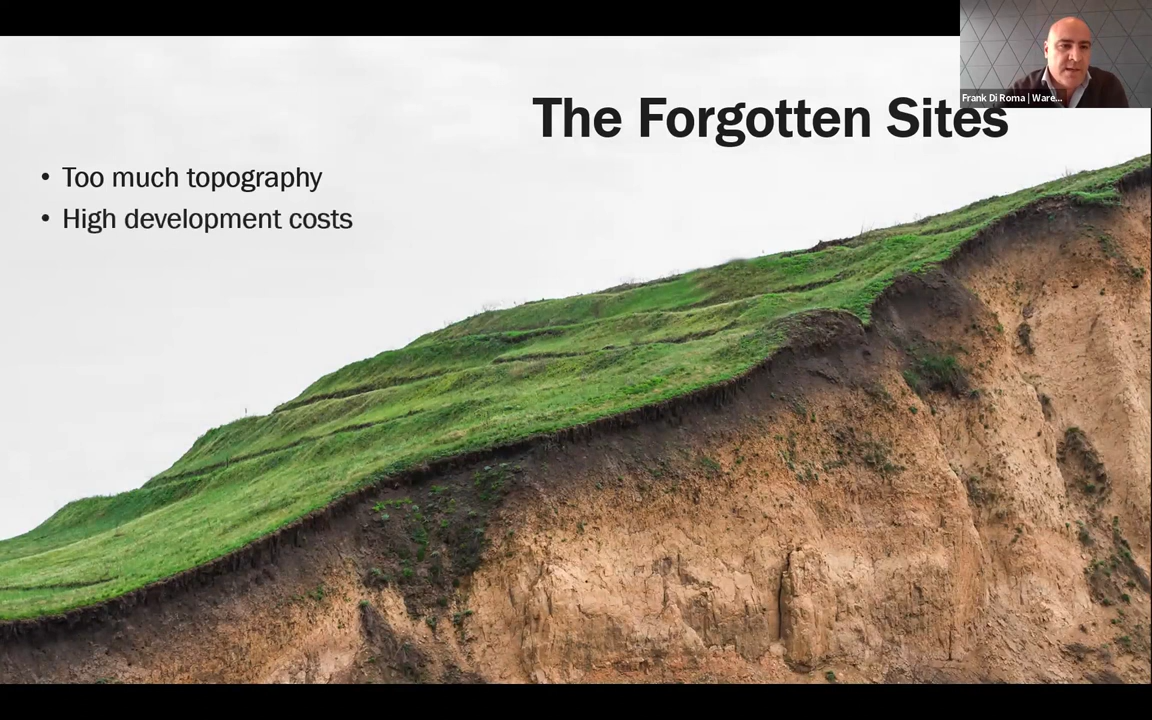 Frank Di Roma | Ware...
The Forgotten Sites
• Too much topography
• High development costs